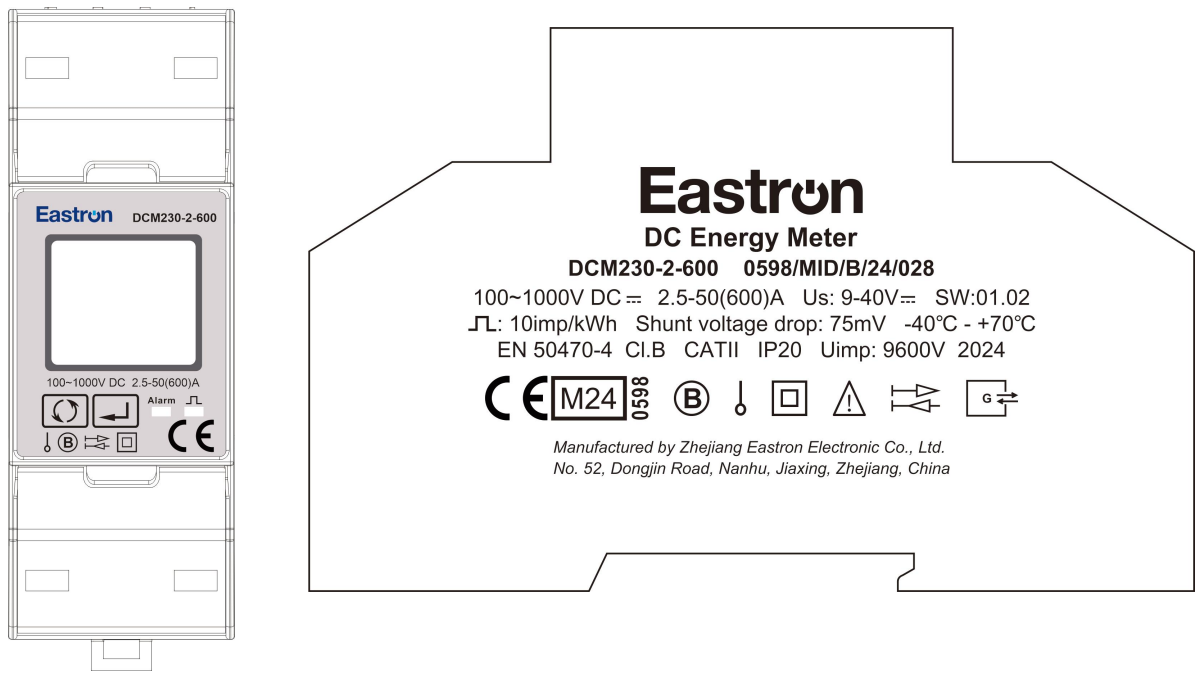 Eastron DCM230-2-600
100~1000V DC 2.5-50(600)A
Alarm
B
CE
Eastron
DC Energy Meter
DCM230-2-600 0598/MID/B/24/028
100~1000V DC 2.5-50(600)A Us: 9-40V SW:01.02
: 10imp/kWh Shunt voltage drop: 75mV -40℃ - +70℃
EN 50470-4 Cl.B CATII IP20 Uimp: 9600V 2024
CE M24 0598 B G
Manufactured by Zhejiang Eastron Electronic Co., Ltd.
No. 52, Dongjin Road, Nanhu, Jiaxing, Zhejiang, China